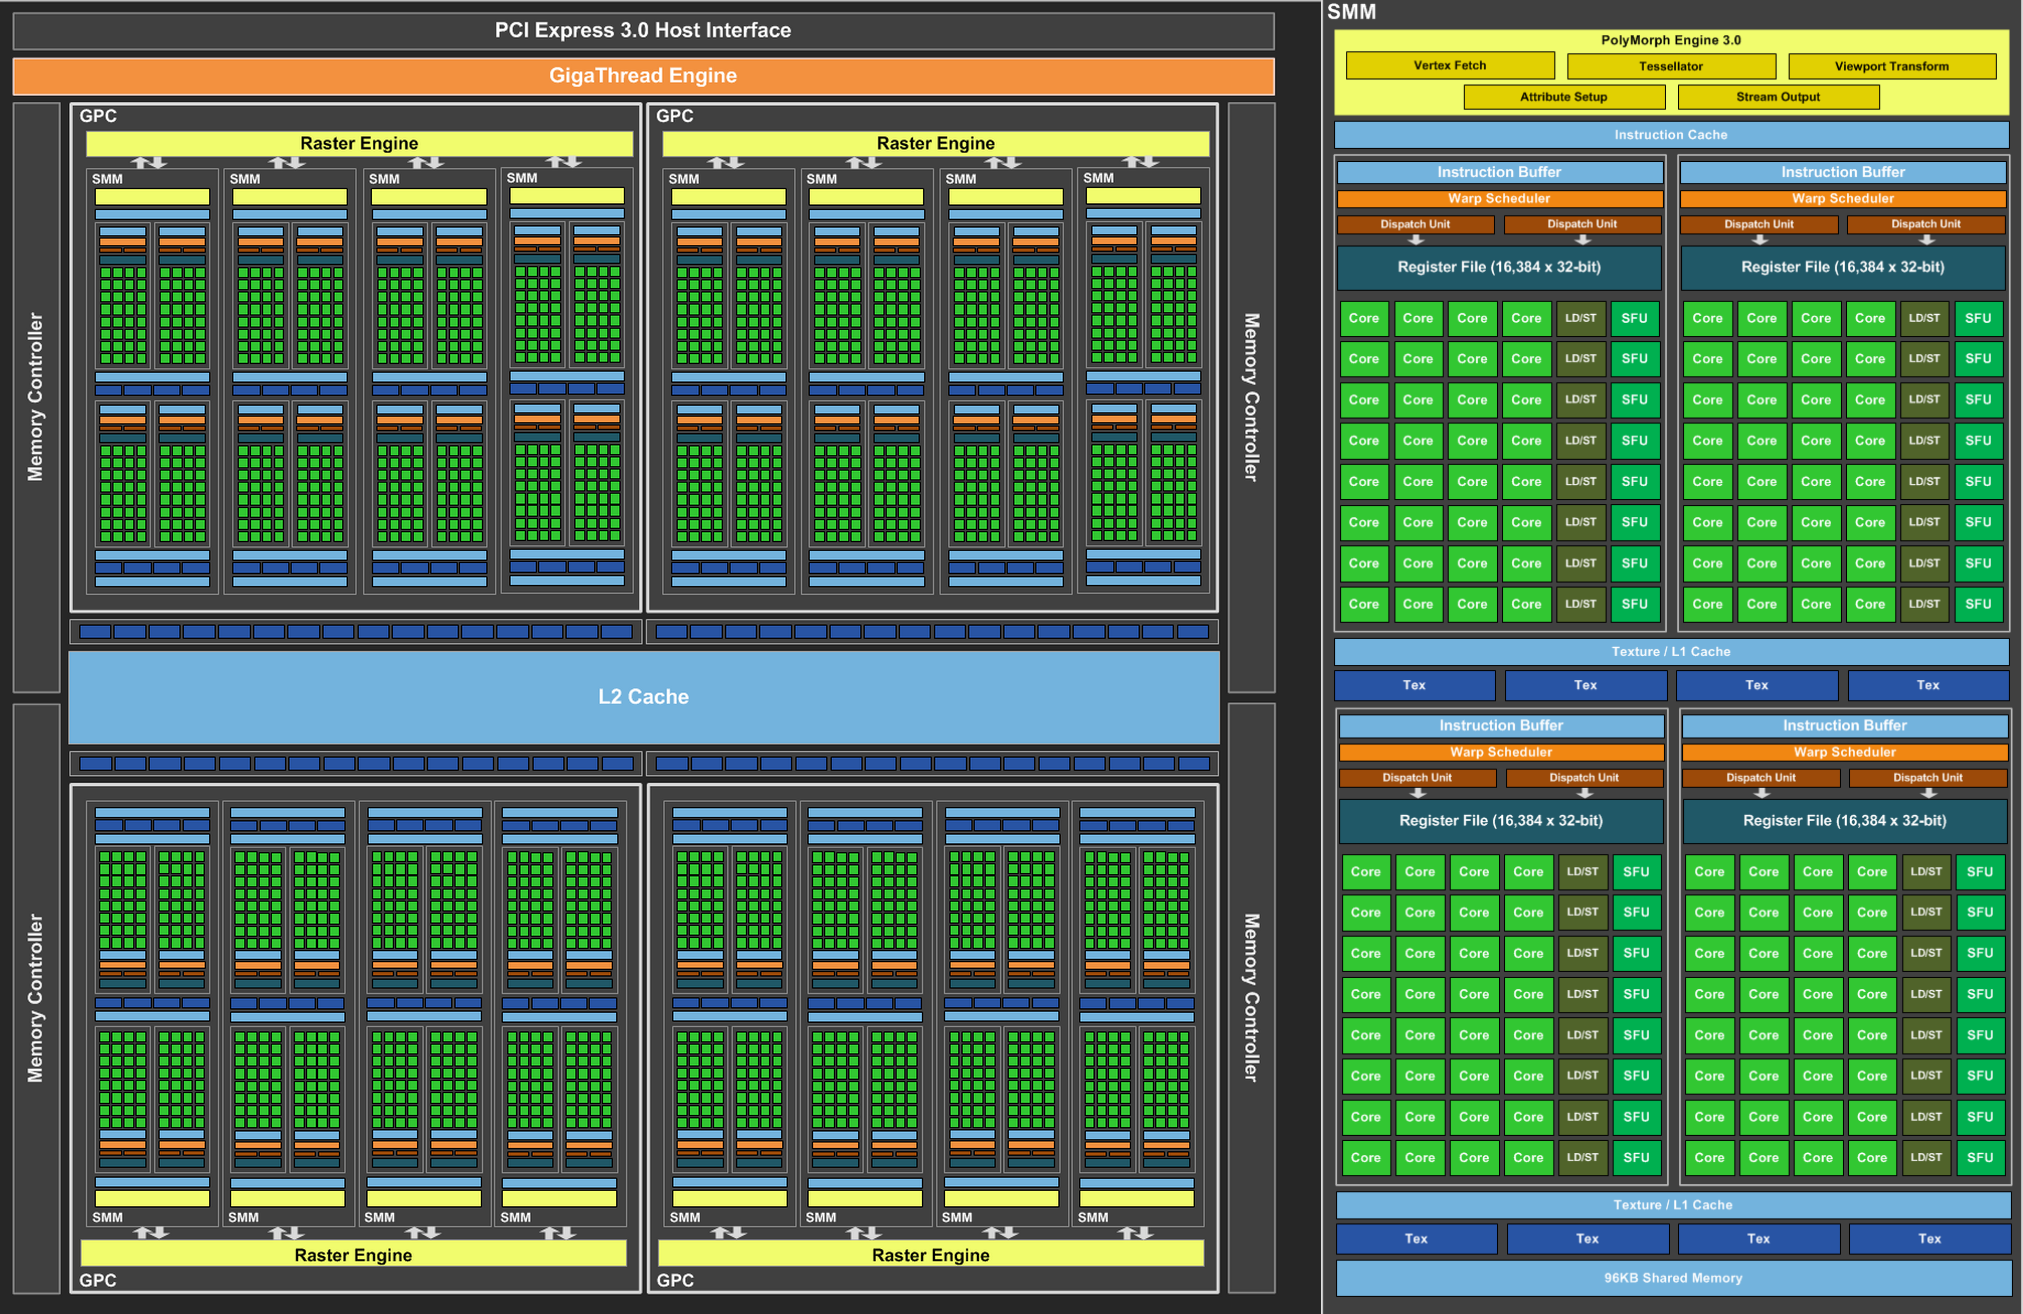 PCI Express 3.0 Host Interface
GigaThread Engine
Memory Controller
Memory Controller
Memory Controller
Memory Controller
GPC
Raster Engine
SMM SMM SMM SMM
GPC
Raster Engine
SMM SMM SMM SMM
L2 Cache
SMM SMM SMM SMM
Raster Engine
GPC
SMM SMM SMM SMM
Raster Engine
GPC
SMM
PolyMorph Engine 3.0
Vertex Fetch Tessellator Viewport Transform
Attribute Setup Stream Output
Instruction Cache
Instruction Buffer Instruction Buffer
Warp Scheduler Warp Scheduler
Dispatch Unit Dispatch Unit Dispatch Unit Dispatch Unit
Register File (16,384 x 32-bit) Register File (16,384 x 32-bit)
Core Core Core Core LD/ST SFU Core Core Core Core LD/ST SFU
Core Core Core Core LD/ST SFU Core Core Core Core LD/ST SFU
Core Core Core Core LD/ST SFU Core Core Core Core LD/ST SFU
Core Core Core Core LD/ST SFU Core Core Core Core LD/ST SFU
Core Core Core Core LD/ST SFU Core Core Core Core LD/ST SFU
Core Core Core Core LD/ST SFU Core Core Core Core LD/ST SFU
Core Core Core Core LD/ST SFU Core Core Core Core LD/ST SFU
Core Core Core Core LD/ST SFU Core Core Core Core LD/ST SFU
Texture / L1 Cache
Tex Tex Tex Tex
Instruction Buffer Instruction Buffer
Warp Scheduler Warp Scheduler
Dispatch Unit Dispatch Unit Dispatch Unit Dispatch Unit
Register File (16,384 x 32-bit) Register File (16,384 x 32-bit)
Core Core Core Core LD/ST SFU Core Core Core Core LD/ST SFU
Core Core Core Core LD/ST SFU Core Core Core Core LD/ST SFU
Core Core Core Core LD/ST SFU Core Core Core Core LD/ST SFU
Core Core Core Core LD/ST SFU Core Core Core Core LD/ST SFU
Core Core Core Core LD/ST SFU Core Core Core Core LD/ST SFU
Core Core Core Core LD/ST SFU Core Core Core Core LD/ST SFU
Core Core Core Core LD/ST SFU Core Core Core Core LD/ST SFU
Core Core Core Core LD/ST SFU Core Core Core Core LD/ST SFU
Texture / L1 Cache
Tex Tex Tex Tex
96KB Shared Memory